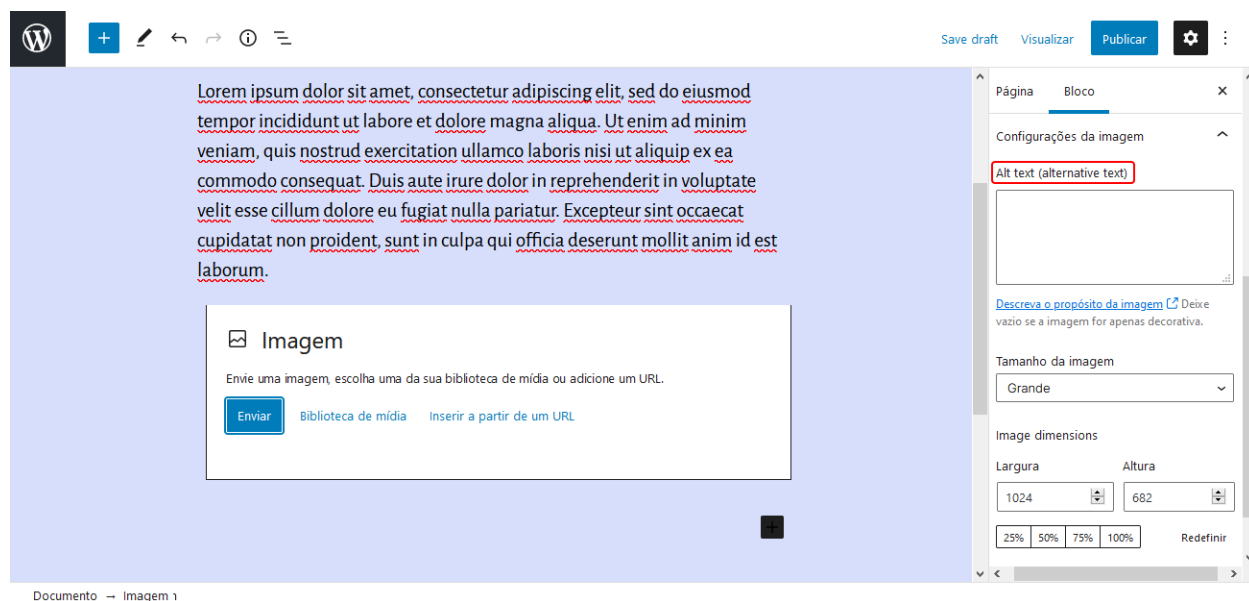 Save draft
Visualizar
Publicar
Lorem ipsum dolor sit amet, consectetur adipiscing elit, sed do eiusmod
tempor incididunt ut labore et dolore magna aliqua. Ut enim ad minim
veniam, quis nostrud exercitation ullamco laboris nisi ut aliquip ex ea
commodo consequat. Duis aute irure dolor in reprehenderit in voluptate
velit esse cillum dolore eu fugiat nulla pariatur. Excepteur sint occaecat
cupidatat non proident, sunt in culpa qui officia deserunt mollit anim id est
laborum.
Imagem
Envie uma imagem, escolha uma da sua biblioteca de mídia ou adicione um URL.
Enviar
Biblioteca de mídia
Inserir a partir de um URL
Página
Bloco
Configurações da imagem
Alt text (alternative text)
Descreva o propósito da imagem Deixe
vazio se a imagem for apenas decorativa.
Tamanho da imagem
Grande
Image dimensions
Largura
Altura
1024
682
25% 50% 75% 100%
Redefinir
Documento → Imagem